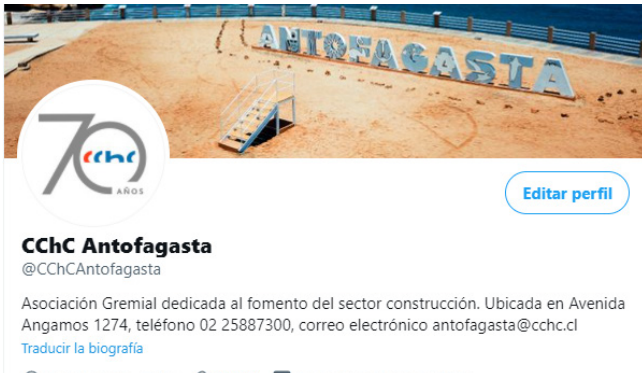 ANTOFAGASTA
70
CChC
AÑOS
Editar perfil
CChC Antofagasta
@CChCAntofagasta
Asociación Gremial dedicada al fomento del sector construcción. Ubicada en Avenida
Angamos 1274, teléfono 02 25887300, correo electrónico antofagasta@cchc.cl
Traducir la biografía